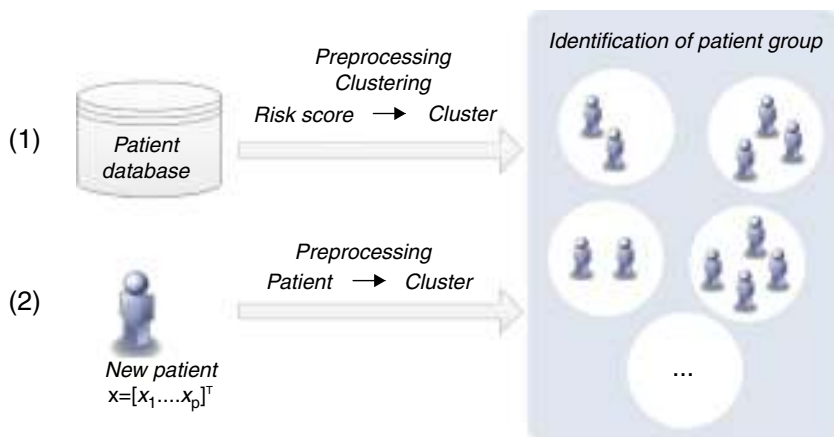 Identification of patient group
Preprocessing
Clustering
Risk score → Cluster
(1)
Patient
database
Preprocessing
Patient → Cluster
(2)
New patient
x=[x₁....xₚ]ᵀ
...